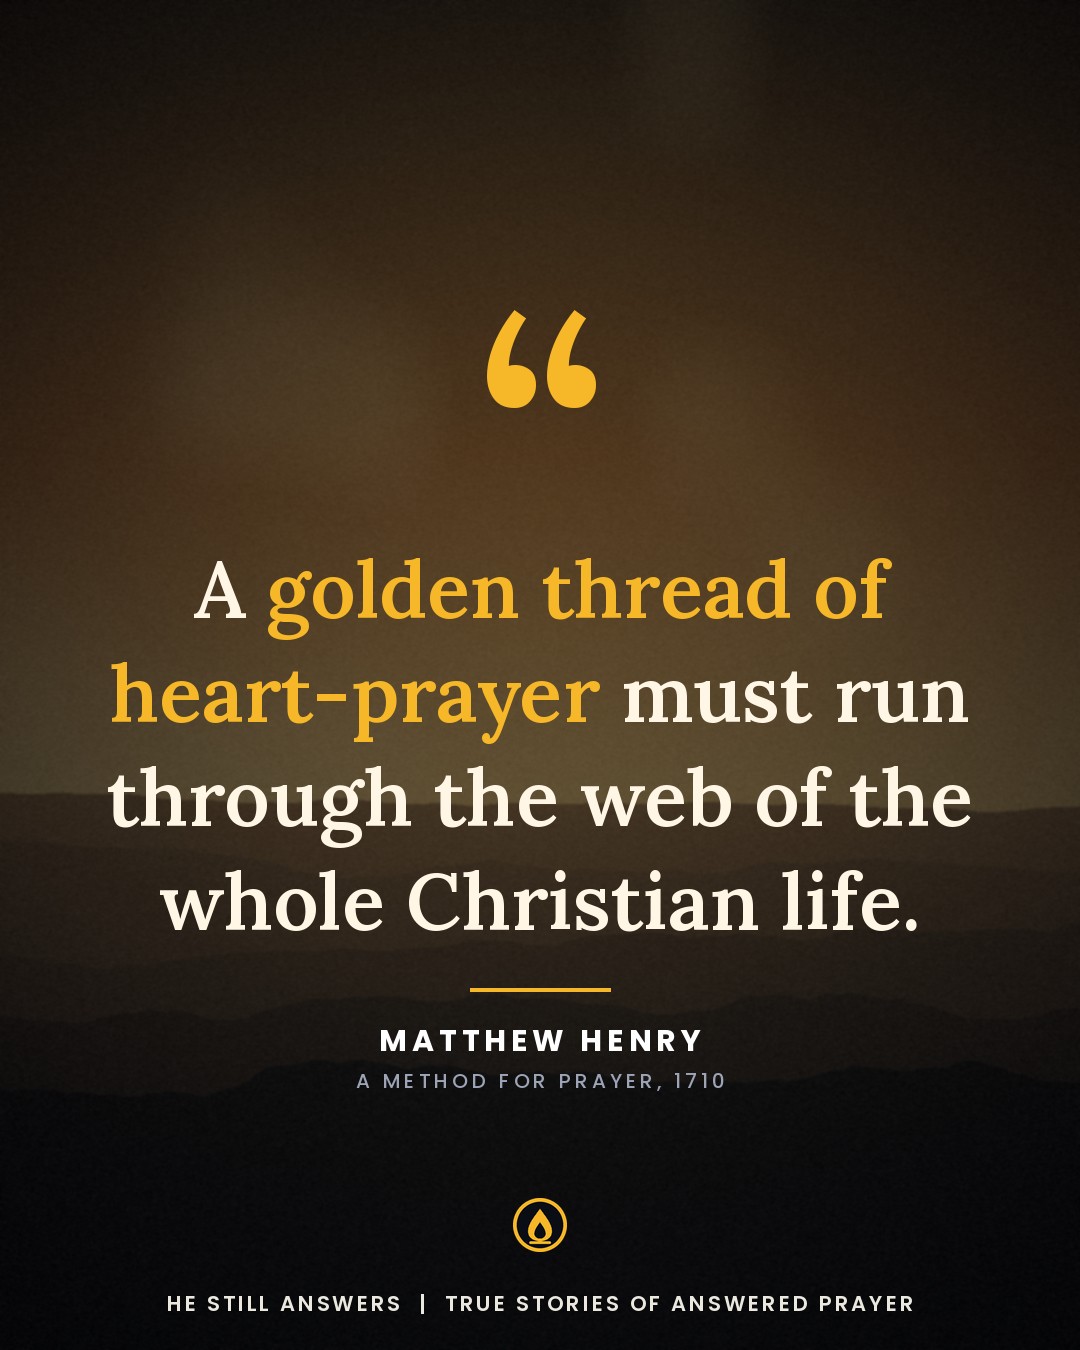 “
A golden thread of
heart-prayer must run
through the web of the
whole Christian life.
MATTHEW HENRY
A METHOD FOR PRAYER, 1710
HE STILL ANSWERS | TRUE STORIES OF ANSWERED PRAYER